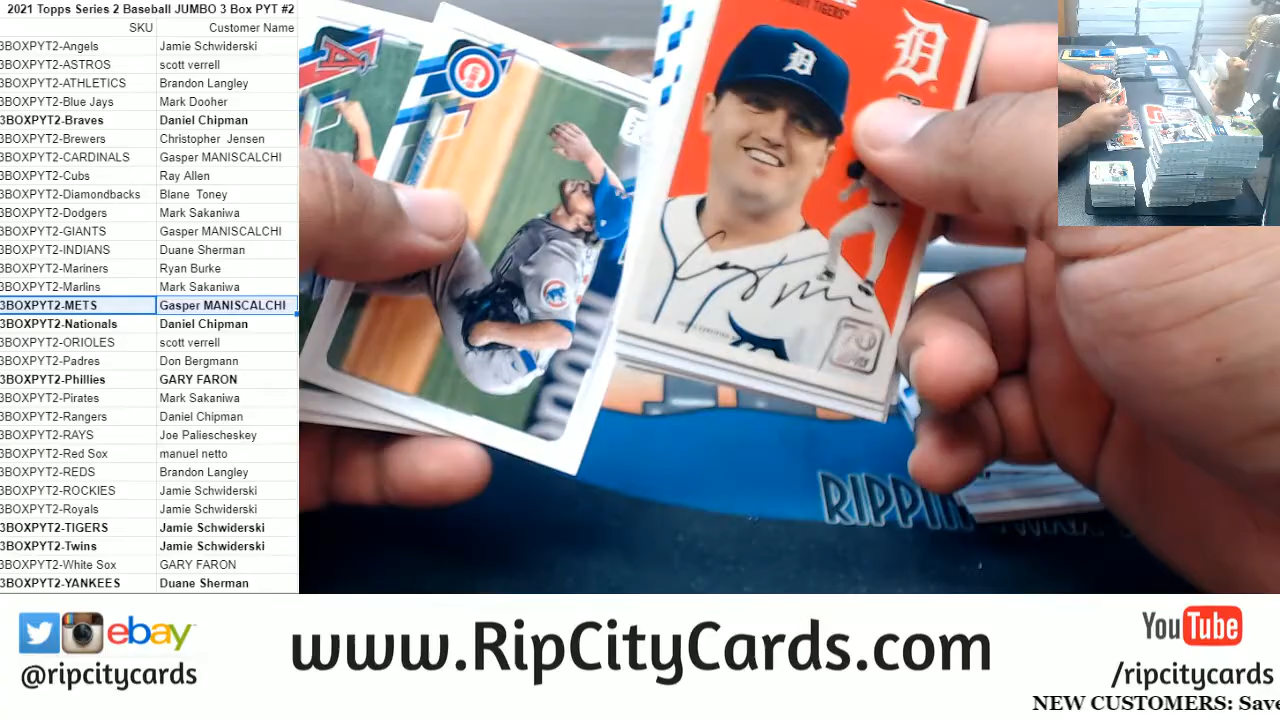 2021 Topps Series 2 Baseball JUMBO 3 Box PYT #2
SKU Customer Name
3BOXPYT2-Angels Jamie Schwiderski
3BOXPYT2-ASTROS scott verrell
3BOXPYT2-ATHLETICS Brandon Langley
3BOXPYT2-Blue Jays Mark Dooher
3BOXPYT2-Braves Daniel Chipman
3BOXPYT2-Brewers Christopher Jensen
3BOXPYT2-CARDINALS Gasper MANISCALCHI
3BOXPYT2-Cubs Ray Allen
3BOXPYT2-Diamondbacks Blane Toney
3BOXPYT2-Dodgers Mark Sakaniwa
3BOXPYT2-GIANTS Gasper MANISCALCHI
3BOXPYT2-INDIANS Duane Sherman
3BOXPYT2-Mariners Ryan Burke
3BOXPYT2-Marlins Mark Sakaniwa
3BOXPYT2-METS Gasper MANISCALCHI
3BOXPYT2-Nationals Daniel Chipman
3BOXPYT2-ORIOLES scott verrell
3BOXPYT2-Padres Don Bergmann
3BOXPYT2-Phillies GARY FARON
3BOXPYT2-Pirates Mark Sakaniwa
3BOXPYT2-Rangers Daniel Chipman
3BOXPYT2-RAYS Joe Paliescheskey
3BOXPYT2-Red Sox manuel netto
3BOXPYT2-REDS Brandon Langley
3BOXPYT2-ROCKIES Jamie Schwiderski
3BOXPYT2-Royals Jamie Schwiderski
3BOXPYT2-TIGERS Jamie Schwiderski
3BOXPYT2-Twins Jamie Schwiderski
3BOXPYT2-White Sox GARY FARON
3BOXPYT2-YANKEES Duane Sherman
TIGERS
D
D
70
RIPPIN
ebay
@ripcitycards
www.RipCityCards.com
YouTube
/ripcitycards
NEW CUSTOMERS: Save